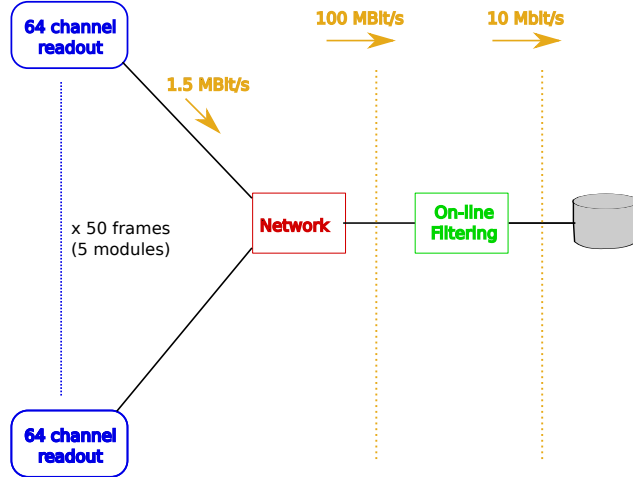 64 channel
readout
100 MBit/s
10 Mbit/s
1.5 MBit/s
x 50 frames
(5 modules)
Network
On-line
Filtering
64 channel
readout